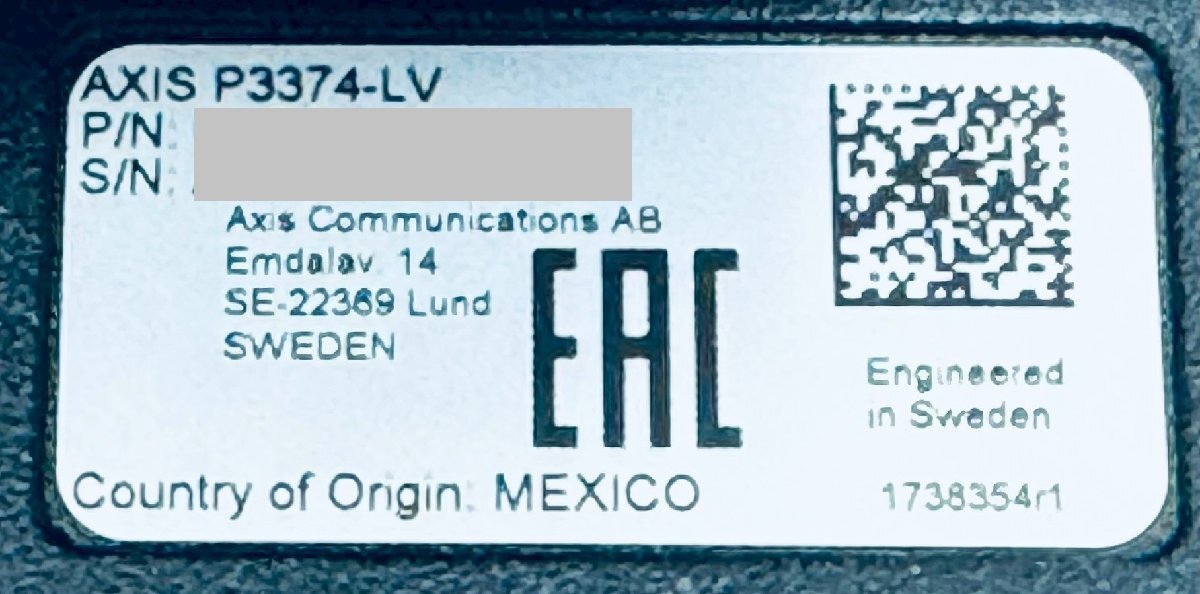 AXIS P3374-LV
P/N:
S/N:
Axis Communications AB
Emdalav. 14
SE-22369 Lund
SWEDEN
EAC
Engineered
in Sweden
Country of Origin: MEXICO
1738354r1